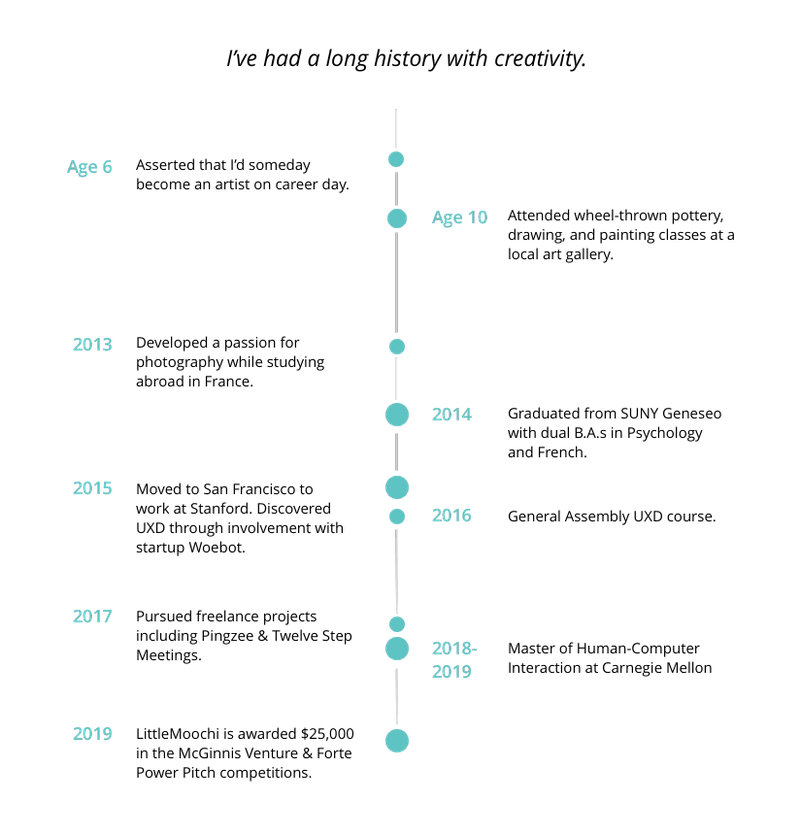 I’ve had a long history with creativity.
Age 6
Asserted that I’d someday
become an artist on career day.
Age 10
Attended wheel-thrown pottery,
drawing, and painting classes at a
local art gallery.
2013
Developed a passion for
photography while studying
abroad in France.
2014
Graduated from SUNY Geneseo
with dual B.A.s in Psychology
and French.
2015
Moved to San Francisco to
work at Stanford. Discovered
UXD through involvement with
startup Woebot.
2016
General Assembly UXD course.
2017
Pursued freelance projects
including Pingzee & Twelve Step
Meetings.
2018-
2019
Master of Human-Computer
Interaction at Carnegie Mellon
2019
LittleMoochi is awarded $25,000
in the McGinnis Venture & Forte
Power Pitch competitions.